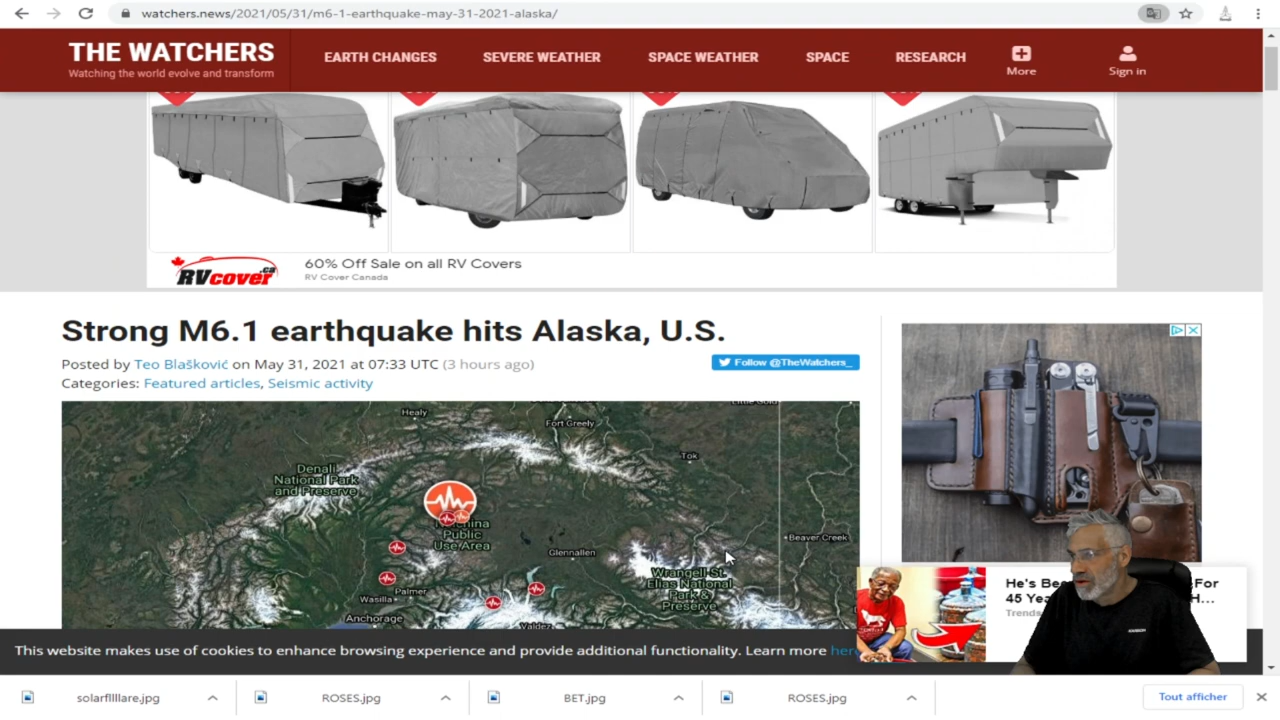 watchers.news/2021/05/31/m6-1-earthquake-may-31-2021-alaska/
THE WATCHERS
Watching the world evolve and transform
EARTH CHANGES
SEVERE WEATHER
SPACE WEATHER
SPACE
RESEARCH
More
Sign in
RVcover.ca
60% Off Sale on all RV Covers
RV Cover Canada
Strong M6.1 earthquake hits Alaska, U.S.
Posted by Teo Blašković on May 31, 2021 at 07:33 UTC (3 hours ago)
Follow @TheWatchers_
Categories: Featured articles, Seismic activity
Healy
Fort Greely
Tok
Denali
National Park
and Preserve
Public
Use Area
Glennallen
Beaver Creek
Wrangell-St.
Elias National
Park &
Preserve
Palmer
Wasilla
Anchorage
Valdez
He's Bee
For
45 Yea
H...
Trends
This website makes use of cookies to enhance browsing experience and provide additional functionality. Learn more here
solarfllllare.jpg
ROSES.jpg
BET.jpg
ROSES.jpg
Tout afficher